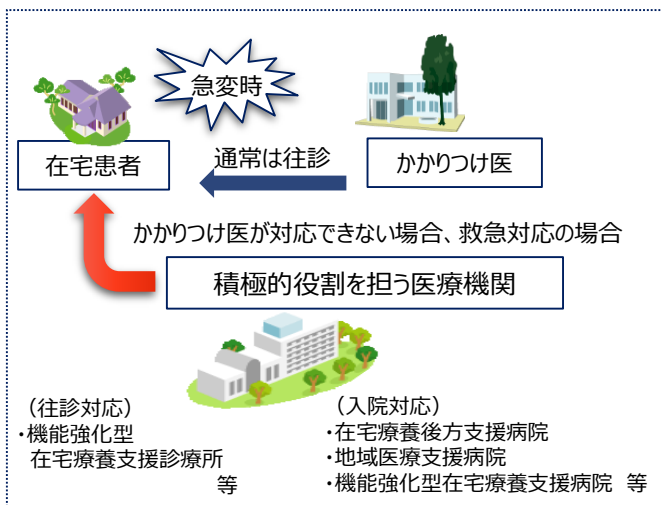 急変時
在宅患者
通常は往診
かかりつけ医
かかりつけ医が対応できない場合、救急対応の場合
積極的役割を担う医療機関
（往診対応）
・機能強化型
在宅療養支援診療所
等
（入院対応）
・在宅療養後方支援病院
・地域医療支援病院
・機能強化型在宅療養支援病院 等